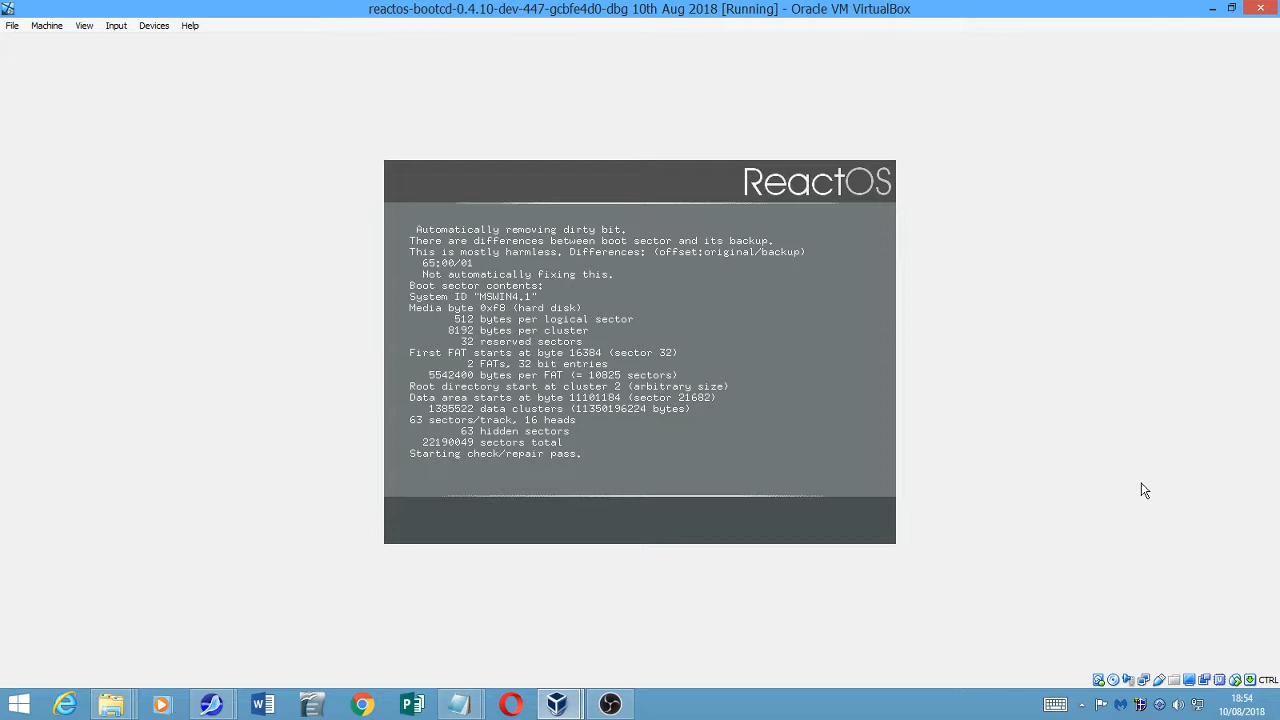 reactos-bootcd-0.4.10-dev-447-gcbfe4d0-dbg 10th Aug 2018 [Running] - Oracle VM VirtualBox
File Machine View Input Devices Help
ReactOS
Automatically removing dirty bit.
There are differences between boot sector and its backup.
This is mostly harmless. Differences: (offset:original/backup)
65:00/01
Not automatically fixing this.
Boot sector contents:
System ID "MSWIN4.1"
Media byte 0xf8 (hard disk)
512 bytes per logical sector
8192 bytes per cluster
32 reserved sectors
First FAT starts at byte 16384 (sector 32)
2 FATs, 32 bit entries
5542400 bytes per FAT (= 10825 sectors)
Root directory start at cluster 2 (arbitrary size)
Data area starts at byte 11101184 (sector 21682)
1385522 data clusters (11350196224 bytes)
63 sectors/track, 16 heads
63 hidden sectors
22190049 sectors total
Starting check/repair pass.
CTRL
18:54
10/08/2018